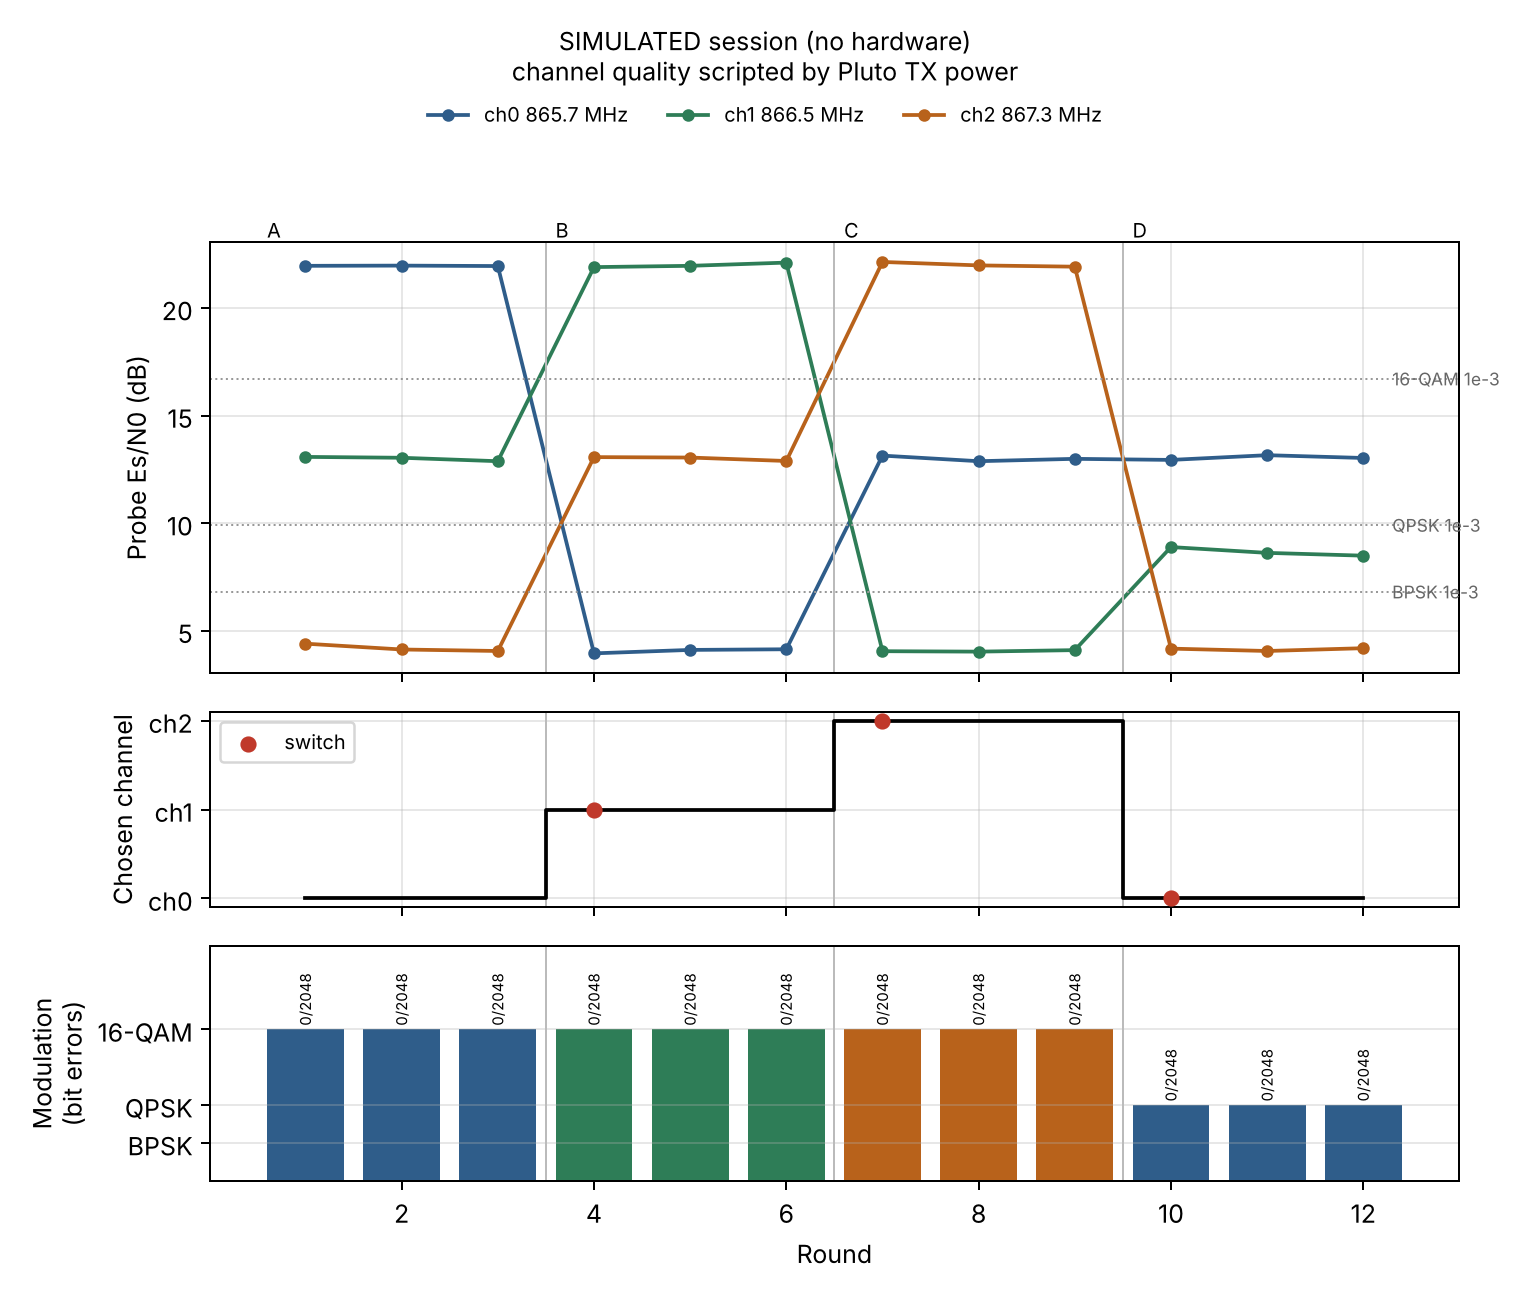 SIMULATED session (no hardware)
channel quality scripted by Pluto TX power
ch0 865.7 MHz ch1 866.5 MHz ch2 867.3 MHz
A B C D
Probe Es/N0 (dB)
20
15
10
5
16-QAM 1e-3
QPSK 1e-3
BPSK 1e-3
Chosen channel
ch2
ch1
ch0
switch
Modulation
(bit errors)
16-QAM
QPSK
BPSK
0/2048 0/2048 0/2048 0/2048 0/2048 0/2048 0/2048 0/2048 0/2048 0/2048 0/2048 0/2048
2 4 6 8 10 12
Round